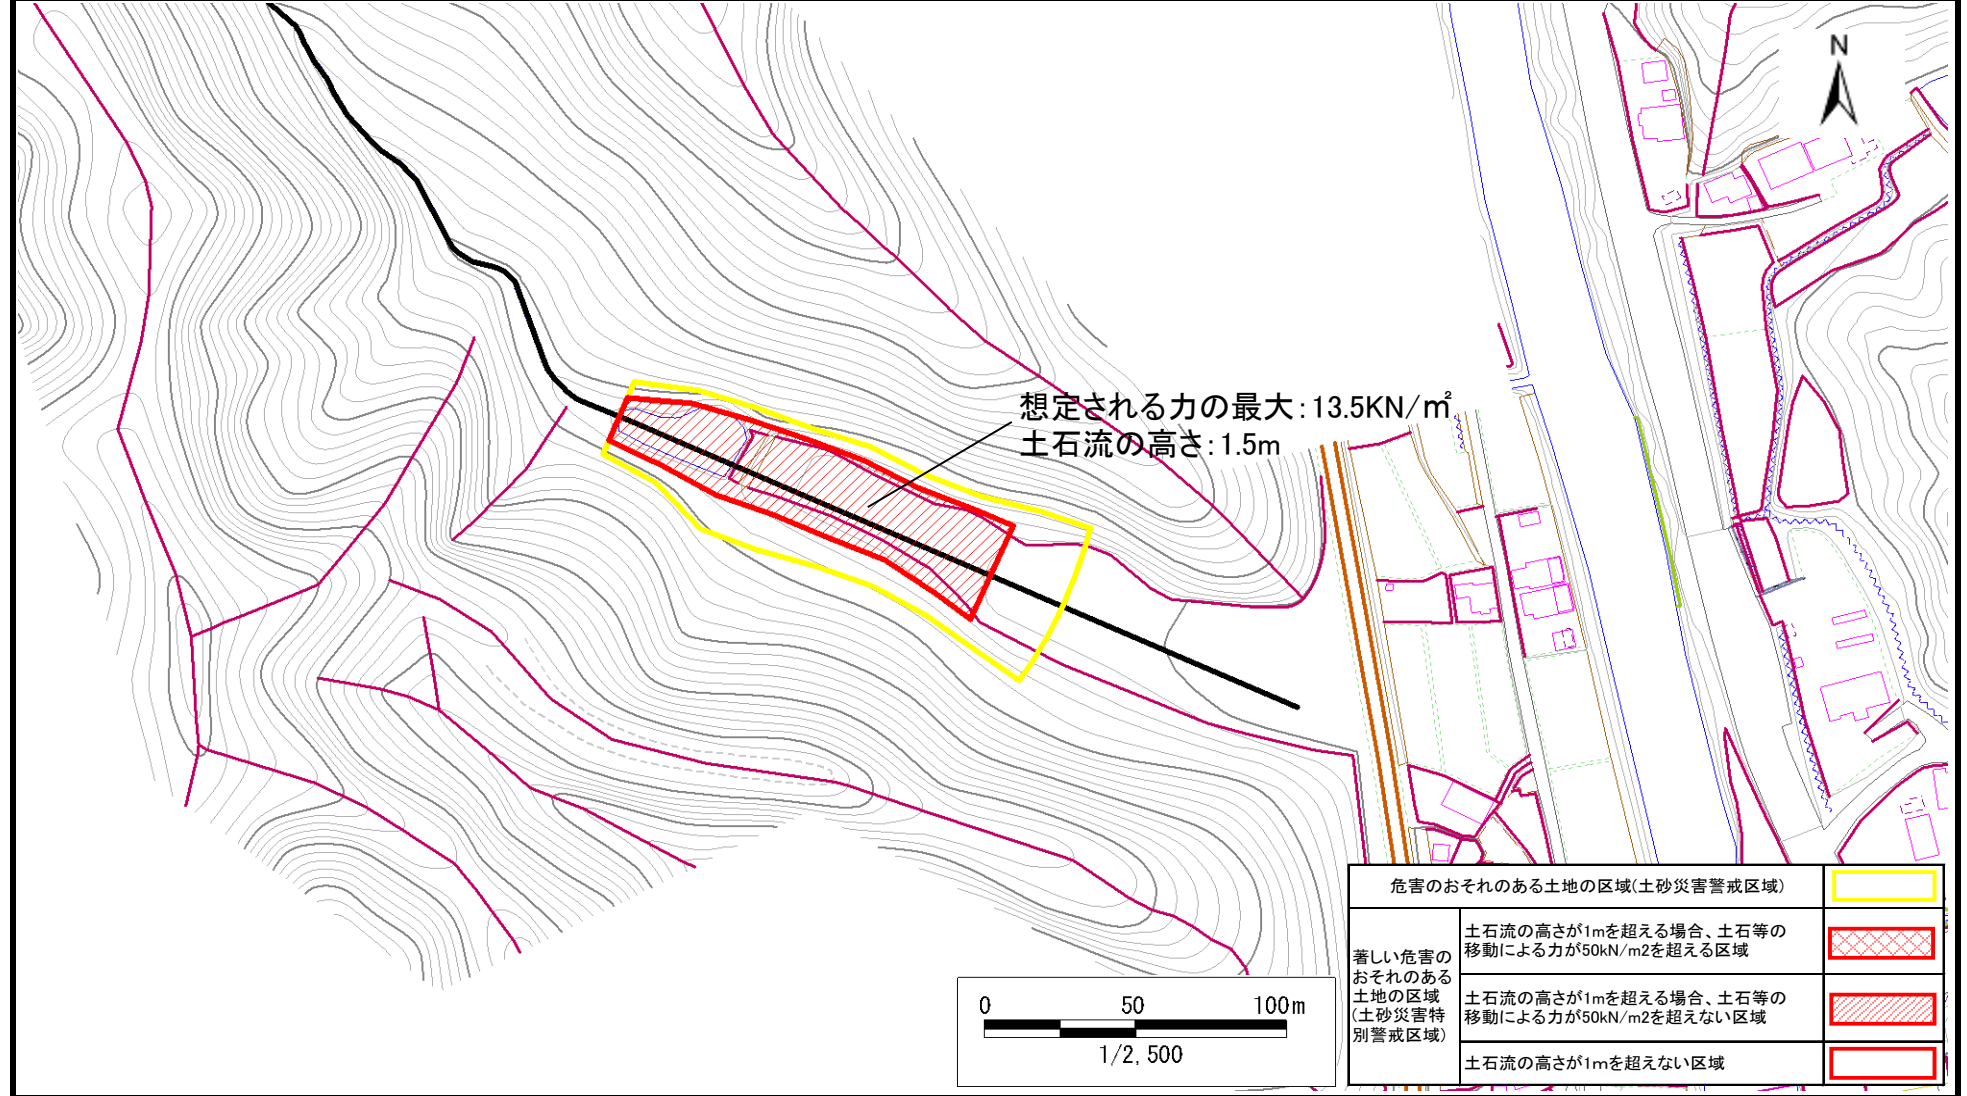 N
想定される力の最大:13.5KN/㎡
土石流の高さ:1.5m
危害のおそれのある土地の区域(土砂災害警戒区域)
著しい危害の
おそれのある
土地の区域
(土砂災害特
別警戒区域)
土石流の高さが1mを超える場合、土石等の
移動による力が50kN/m2を超える区域
土石流の高さが1mを超える場合、土石等の
移動による力が50kN/m2を超えない区域
土石流の高さが1mを超えない区域
0 50 100m
1/2,500